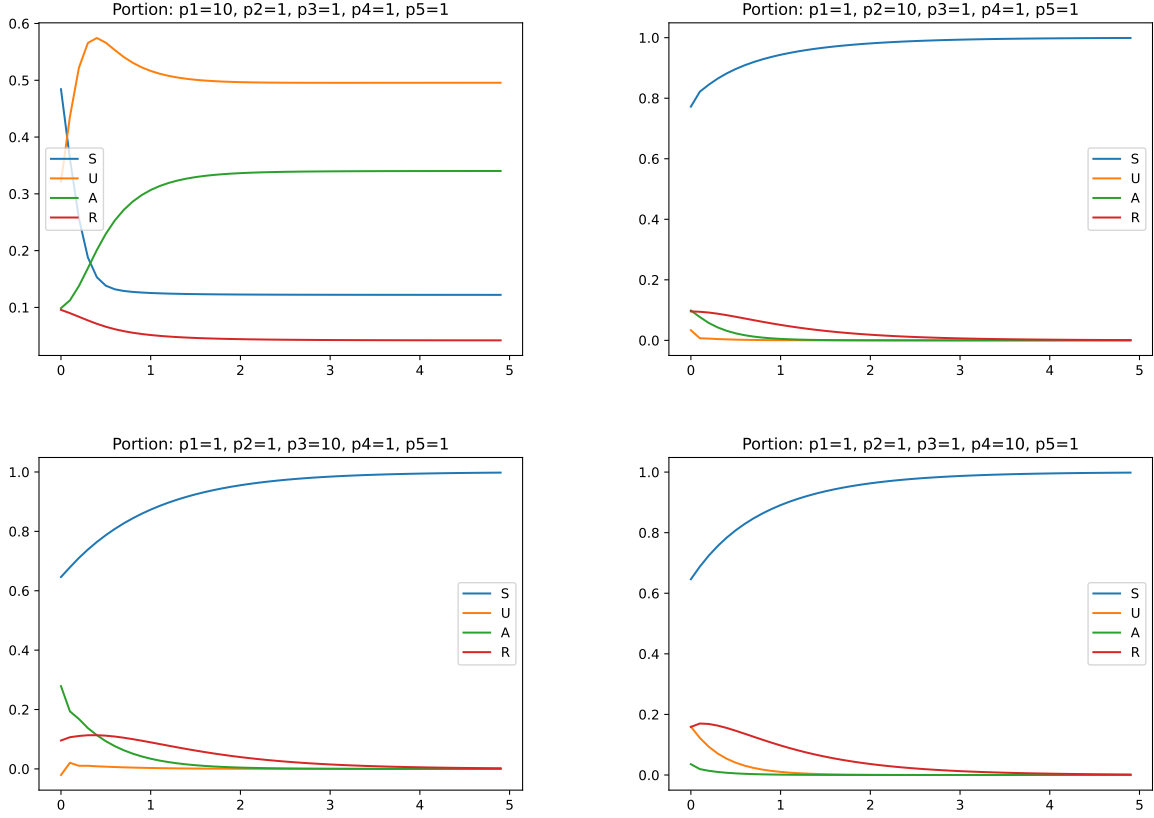 Portion: p1=10, p2=1, p3=1, p4=1, p5=1
0.6
0.5
0.4
0.3
0.2
0.1
S
U
A
R
0 1 2 3 4 5
Portion: p1=1, p2=10, p3=1, p4=1, p5=1
1.0
0.8
0.6
0.4
0.2
0.0
S
U
A
R
0 1 2 3 4 5
Portion: p1=1, p2=1, p3=10, p4=1, p5=1
1.0
0.8
0.6
0.4
0.2
0.0
S
U
A
R
0 1 2 3 4 5
Portion: p1=1, p2=1, p3=1, p4=10, p5=1
1.0
0.8
0.6
0.4
0.2
0.0
S
U
A
R
0 1 2 3 4 5